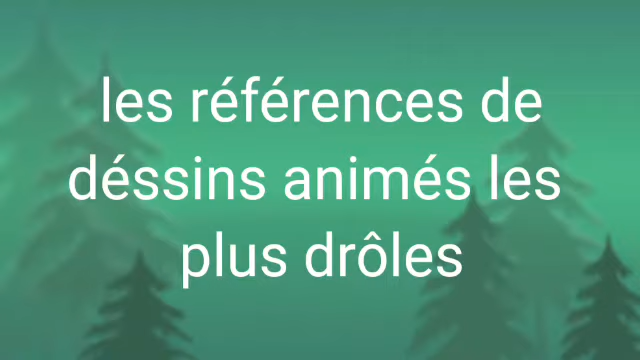 les références de
déssins animés les
plus drôles